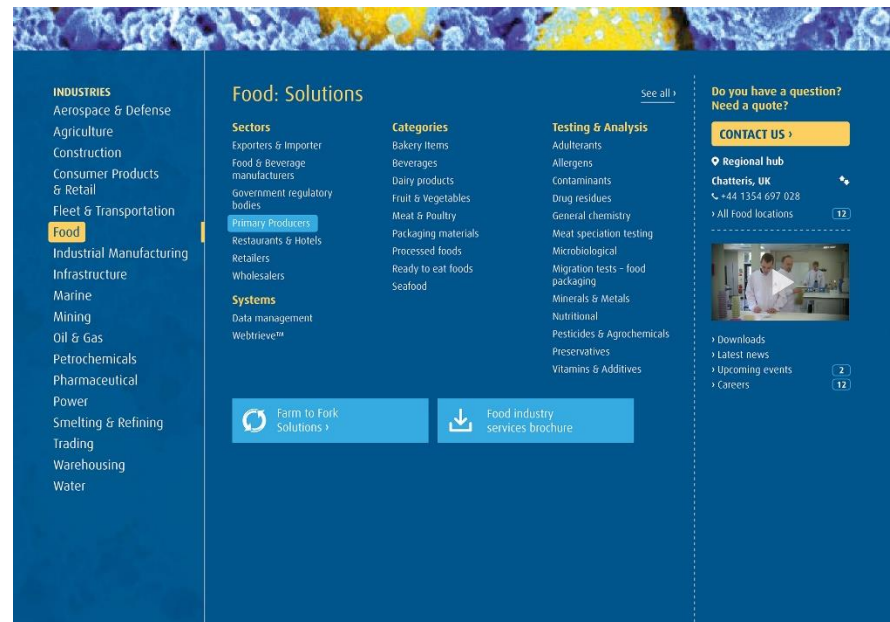 INDUSTRIES
Aerospace & Defense
Agriculture
Construction
Consumer Products
& Retail
Fleet & Transportation
Food
Industrial Manufacturing
Infrastructure
Marine
Mining
Oil & Gas
Petrochemicals
Pharmaceutical
Power
Smelting & Refining
Trading
Warehousing
Water
Food: Solutions
See all ›
Sectors
Exporters & Importer
Food & Beverage
manufacturers
Government regulatory
bodies
Primary Producers
Restaurants & Hotels
Retailers
Wholesalers
Systems
Data management
Webtrieve™
Categories
Bakery Items
Beverages
Dairy products
Fruit & Vegetables
Meat & Poultry
Packaging materials
Processed foods
Ready to eat foods
Seafood
Testing & Analysis
Adulterants
Allergens
Contaminants
Drug residues
General chemistry
Meat speciation testing
Microbiological
Migration tests – food
packaging
Minerals & Metals
Nutritional
Pesticides & Agrochemicals
Preservatives
Vitamins & Additives
Farm to Fork
Solutions ›
Food industry
services brochure
Do you have a question?
Need a quote?
CONTACT US ›
Regional hub
Chatteris, UK
+44 1354 697 028
› All Food locations 12
› Downloads
› Latest news
› Upcoming events 2
› Careers 12